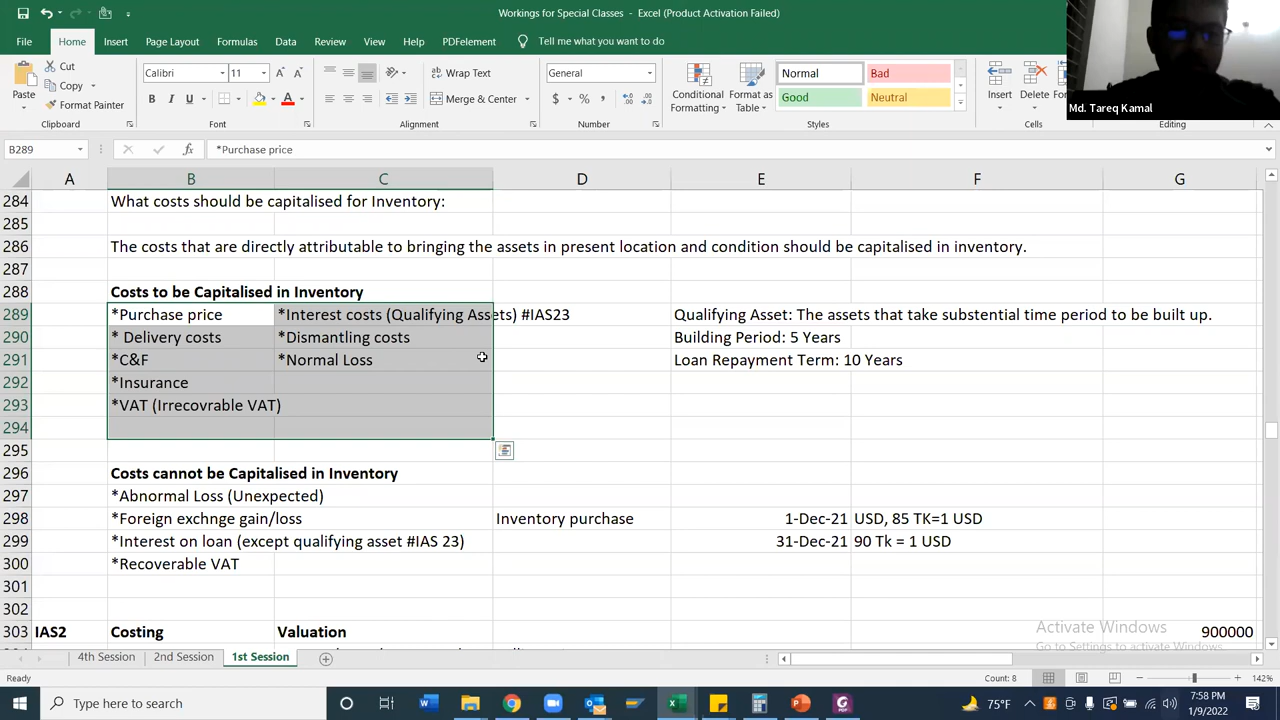 Workings for Special Classes - Excel (Product Activation Failed)
File Home Insert Page Layout Formulas Data Review View Help PDFelement Tell me what you want to do
Md. Tareq Kamal
Paste
Cut
Copy
Format Painter
Clipboard
Calibri 11
B I U
Font
Wrap Text
Merge & Center
Alignment
General
$ % ,
Number
Conditional Formatting
Format as Table
Normal Bad
Good Neutral
Styles
Insert Delete
Cells
Editing
B289 fx *Purchase price
A B C D E F G
284 What costs should be capitalised for Inventory:
285
286 The costs that are directly attributable to bringing the assets in present location and condition should be capitalised in inventory.
287
288 Costs to be Capitalised in Inventory
289 *Purchase price *Interest costs (Qualifying Assets) #IAS23 Qualifying Asset: The assets that take substential time period to be built up.
290 * Delivery costs *Dismantling costs Building Period: 5 Years
291 *C&F *Normal Loss Loan Repayment Term: 10 Years
292 *Insurance
293 *VAT (Irrecovrable VAT)
294
295
296 Costs cannot be Capitalised in Inventory
297 *Abnormal Loss (Unexpected)
298 *Foreign exchnge gain/loss Inventory purchase 1-Dec-21 USD, 85 TK=1 USD
299 *Interest on loan (except qualifying asset #IAS 23) 31-Dec-21 90 Tk = 1 USD
300 *Recoverable VAT
301
302
303 IAS2 Costing Valuation 900000
Activate Windows
Go to Settings to activate Windows.
4th Session 2nd Session 1st Session
Ready Count: 8 142%
Type here to search 75°F 7:58 PM
1/9/2022